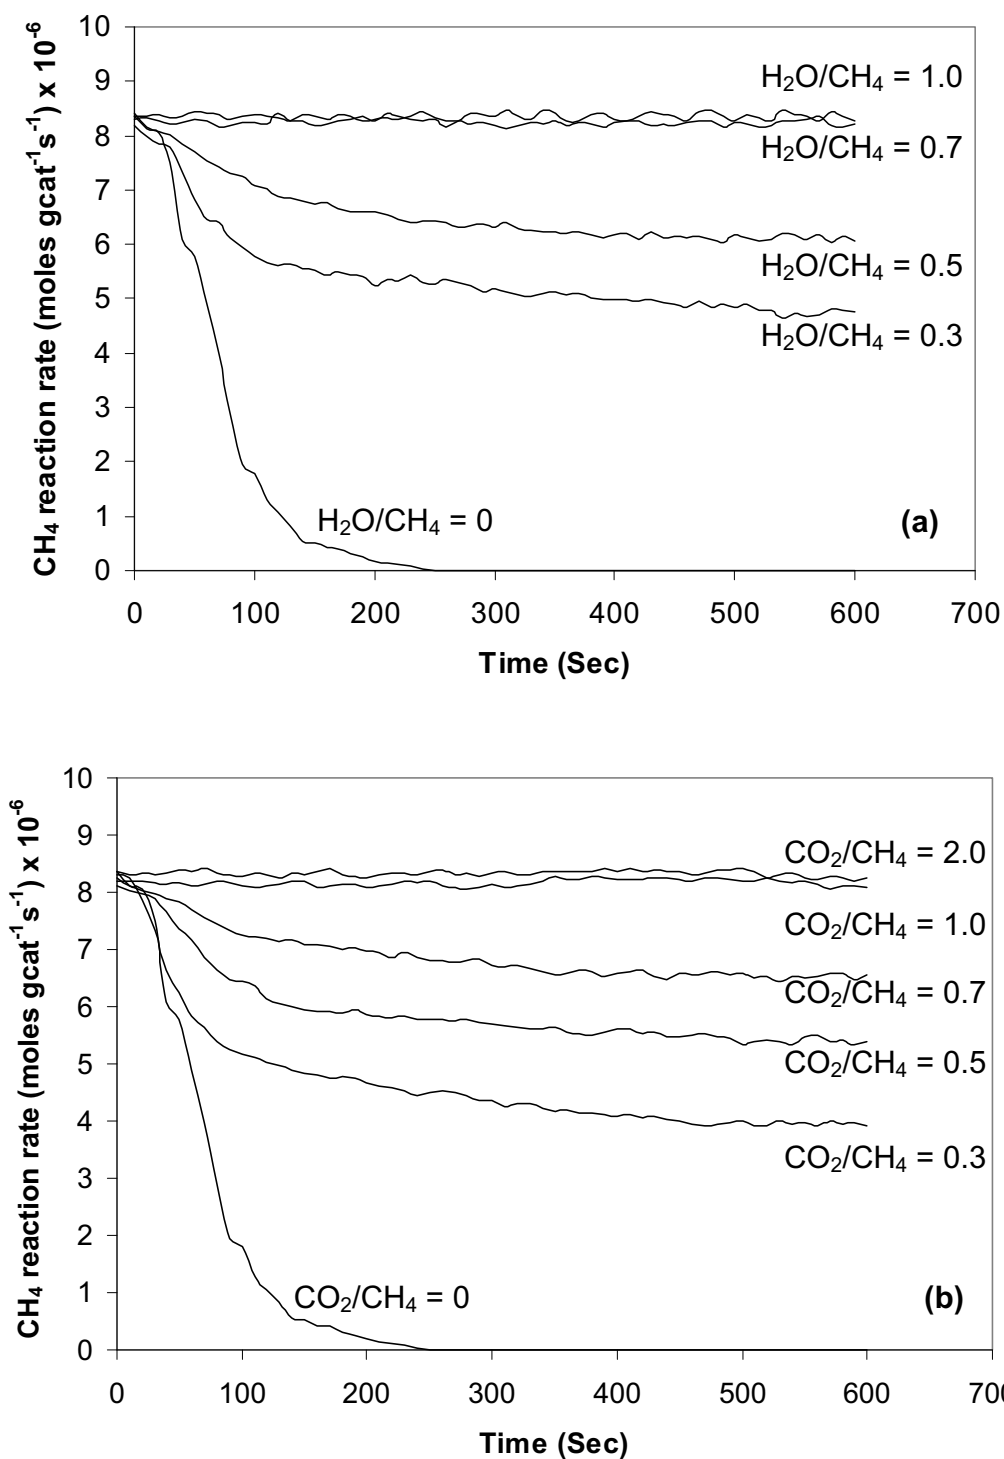 CH₄ reaction rate (moles gcat⁻¹s⁻¹) x 10⁻⁶
10
9
8
7
6
5
4
3
2
1
0
H₂O/CH₄ = 1.0
H₂O/CH₄ = 0.7
H₂O/CH₄ = 0.5
H₂O/CH₄ = 0.3
H₂O/CH₄ = 0
(a)
0 100 200 300 400 500 600 700
Time (Sec)
CH₄ reaction rate (moles gcat⁻¹s⁻¹) x 10⁻⁶
10
9
8
7
6
5
4
3
2
1
0
CO₂/CH₄ = 2.0
CO₂/CH₄ = 1.0
CO₂/CH₄ = 0.7
CO₂/CH₄ = 0.5
CO₂/CH₄ = 0.3
CO₂/CH₄ = 0
(b)
0 100 200 300 400 500 600 70
Time (Sec)